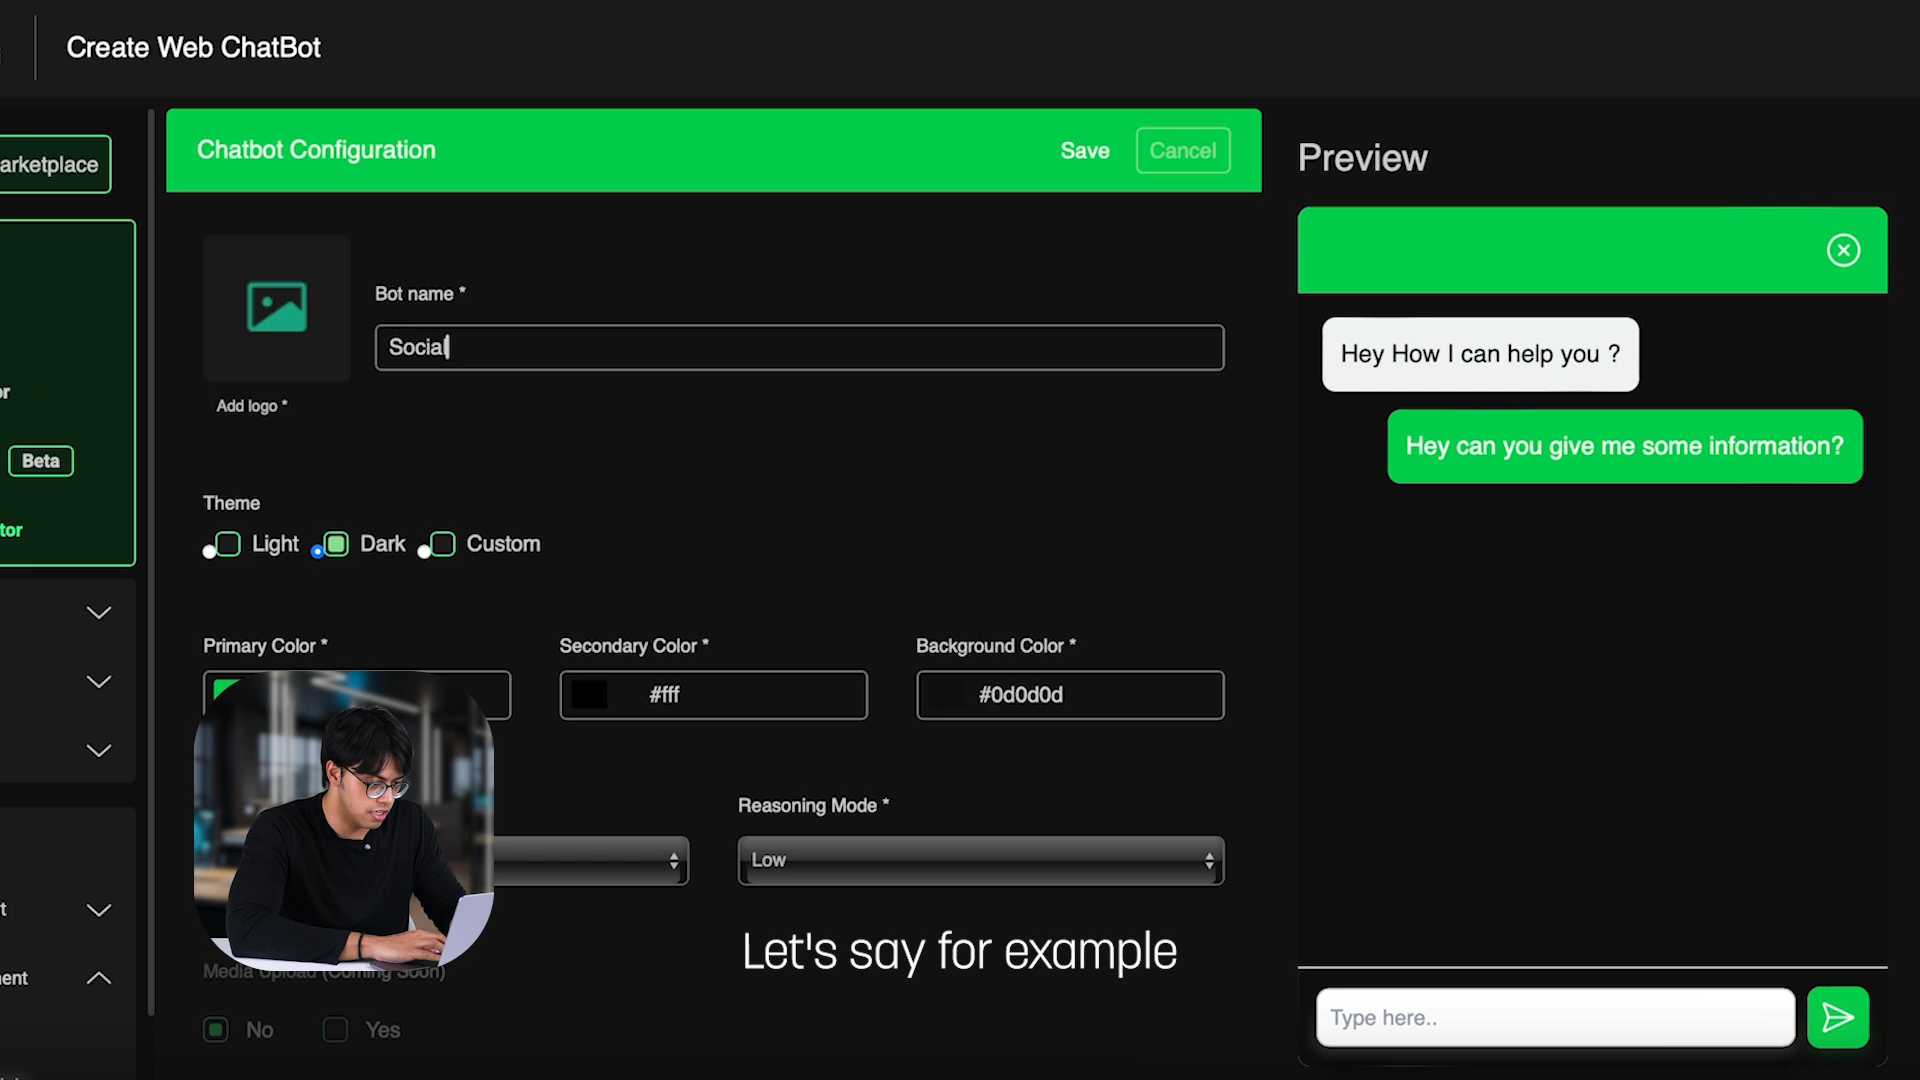 Create Web ChatBot
arketplace
or
Beta
tor
t
ent
Chatbot Configuration
Save
Cancel
Bot name *
Social
Add logo *
Theme
Light
Dark
Custom
Primary Color *
Secondary Color *
Background Color *
#fff
#0d0d0d
Reasoning Mode *
Low
Let's say for example
Media Upload (Coming Soon)
No
Yes
Preview
Hey How I can help you ?
Hey can you give me some information?
Type here..